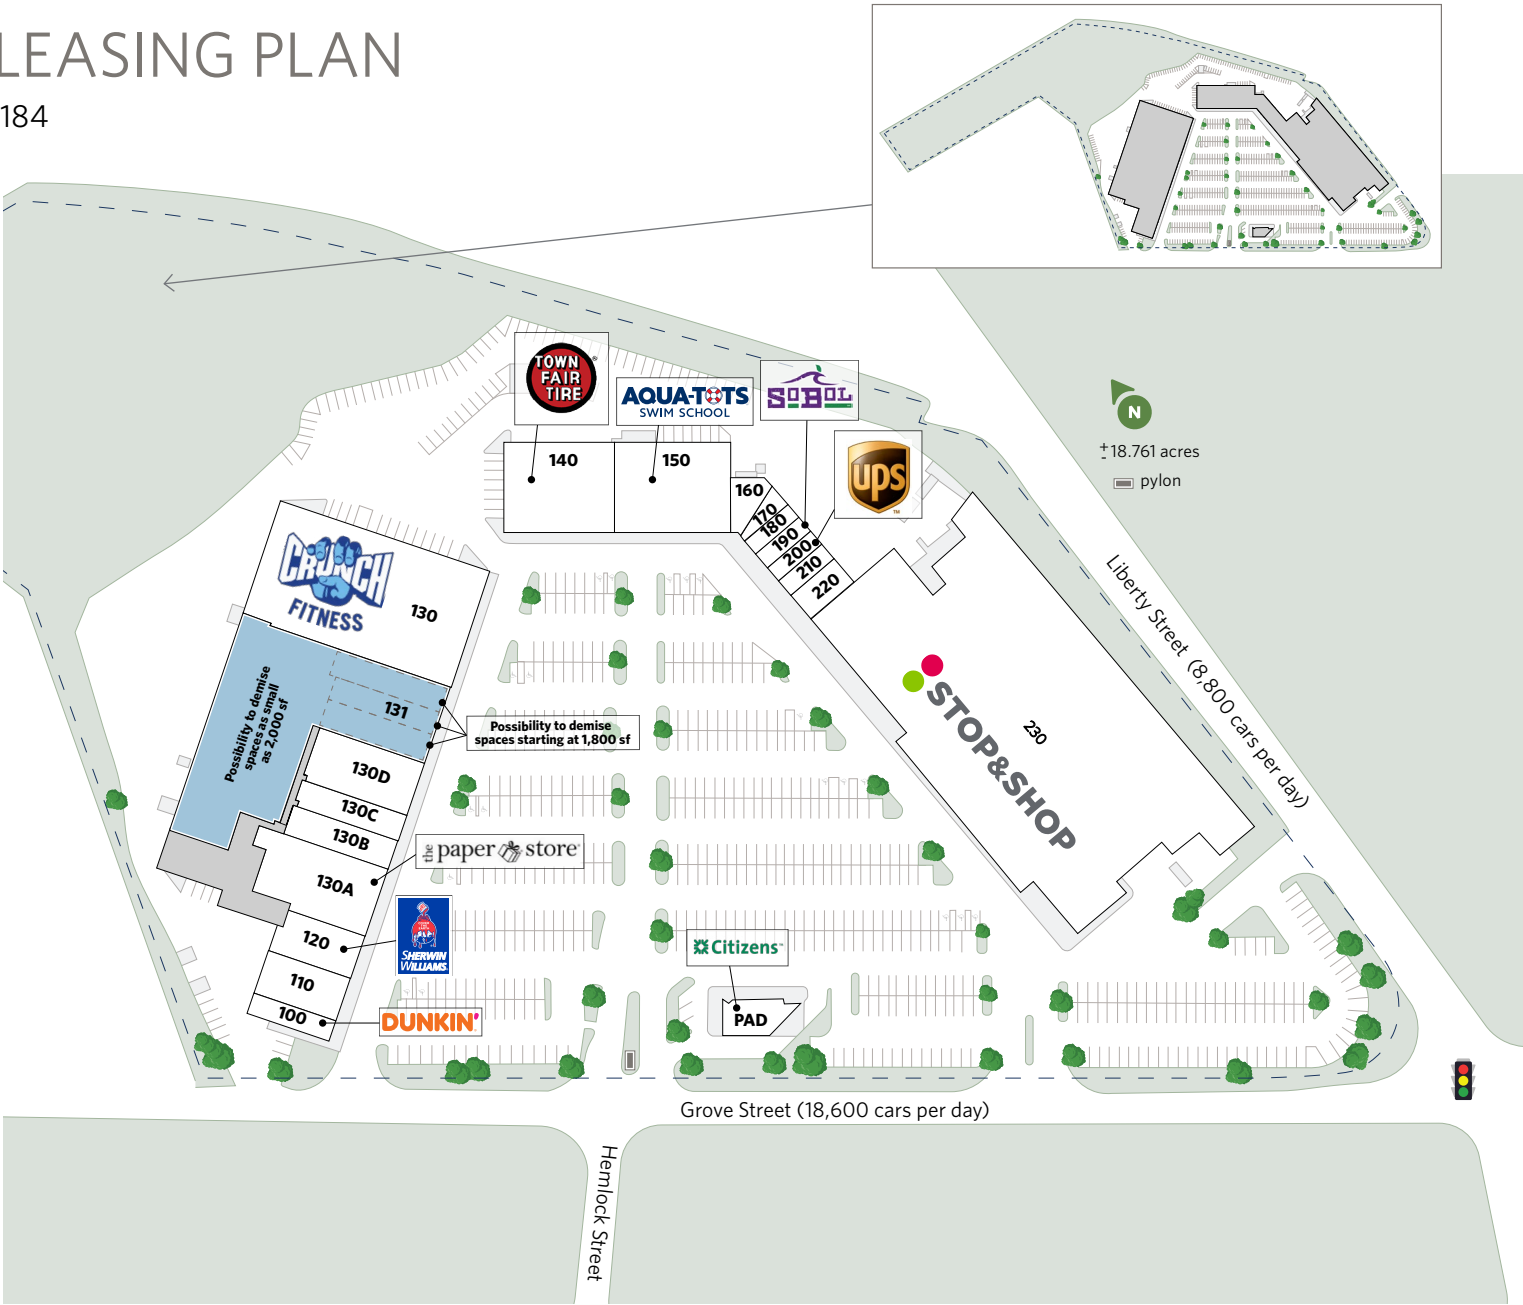 LEASING PLAN
184
TOWN
FAIR
TIRE
®
AQUA-TOTS
SWIM SCHOOL
SOBOL
ups
™
N
+
- 18.761 acres
pylon
140
150
160
170
180
190
200
210
220
CRUNCH
FITNESS
130
131
Possibility to demise
spaces as small
as 2,000 sf
Possibility to demise
spaces starting at 1,800 sf
130D
130C
130B
130A
the paper store
120
SHERWIN
WILLIAMS
110
100
DUNKIN'
Citizens™
PAD
STOP&SHOP
230
Liberty Street (8,800 cars per day)
Grove Street (18,600 cars per day)
Hemlock Street